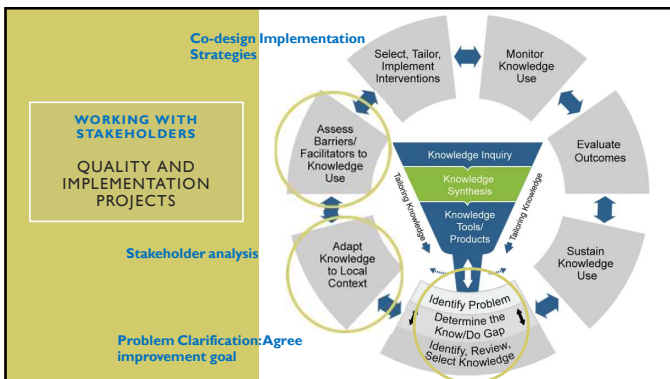 Co-design Implementation
Strategies
WORKING WITH
STAKEHOLDERS
QUALITY AND
IMPLEMENTATION
PROJECTS
Stakeholder analysis
Problem Clarification:Agree
improvement goal
Select, Tailor,
Implement
Interventions
Monitor
Knowledge
Use
Assess
Barriers/
Facilitators to
Knowledge
Use
Evaluate
Outcomes
Adapt
Knowledge
to Local
Context
Sustain
Knowledge
Use
Knowledge Inquiry
Knowledge
Synthesis
Knowledge
Tools/
Products
Tailoring Knowledge
Tailoring Knowledge
Identify Problem
Determine the
Know/Do Gap
Identify, Review,
Select Knowledge